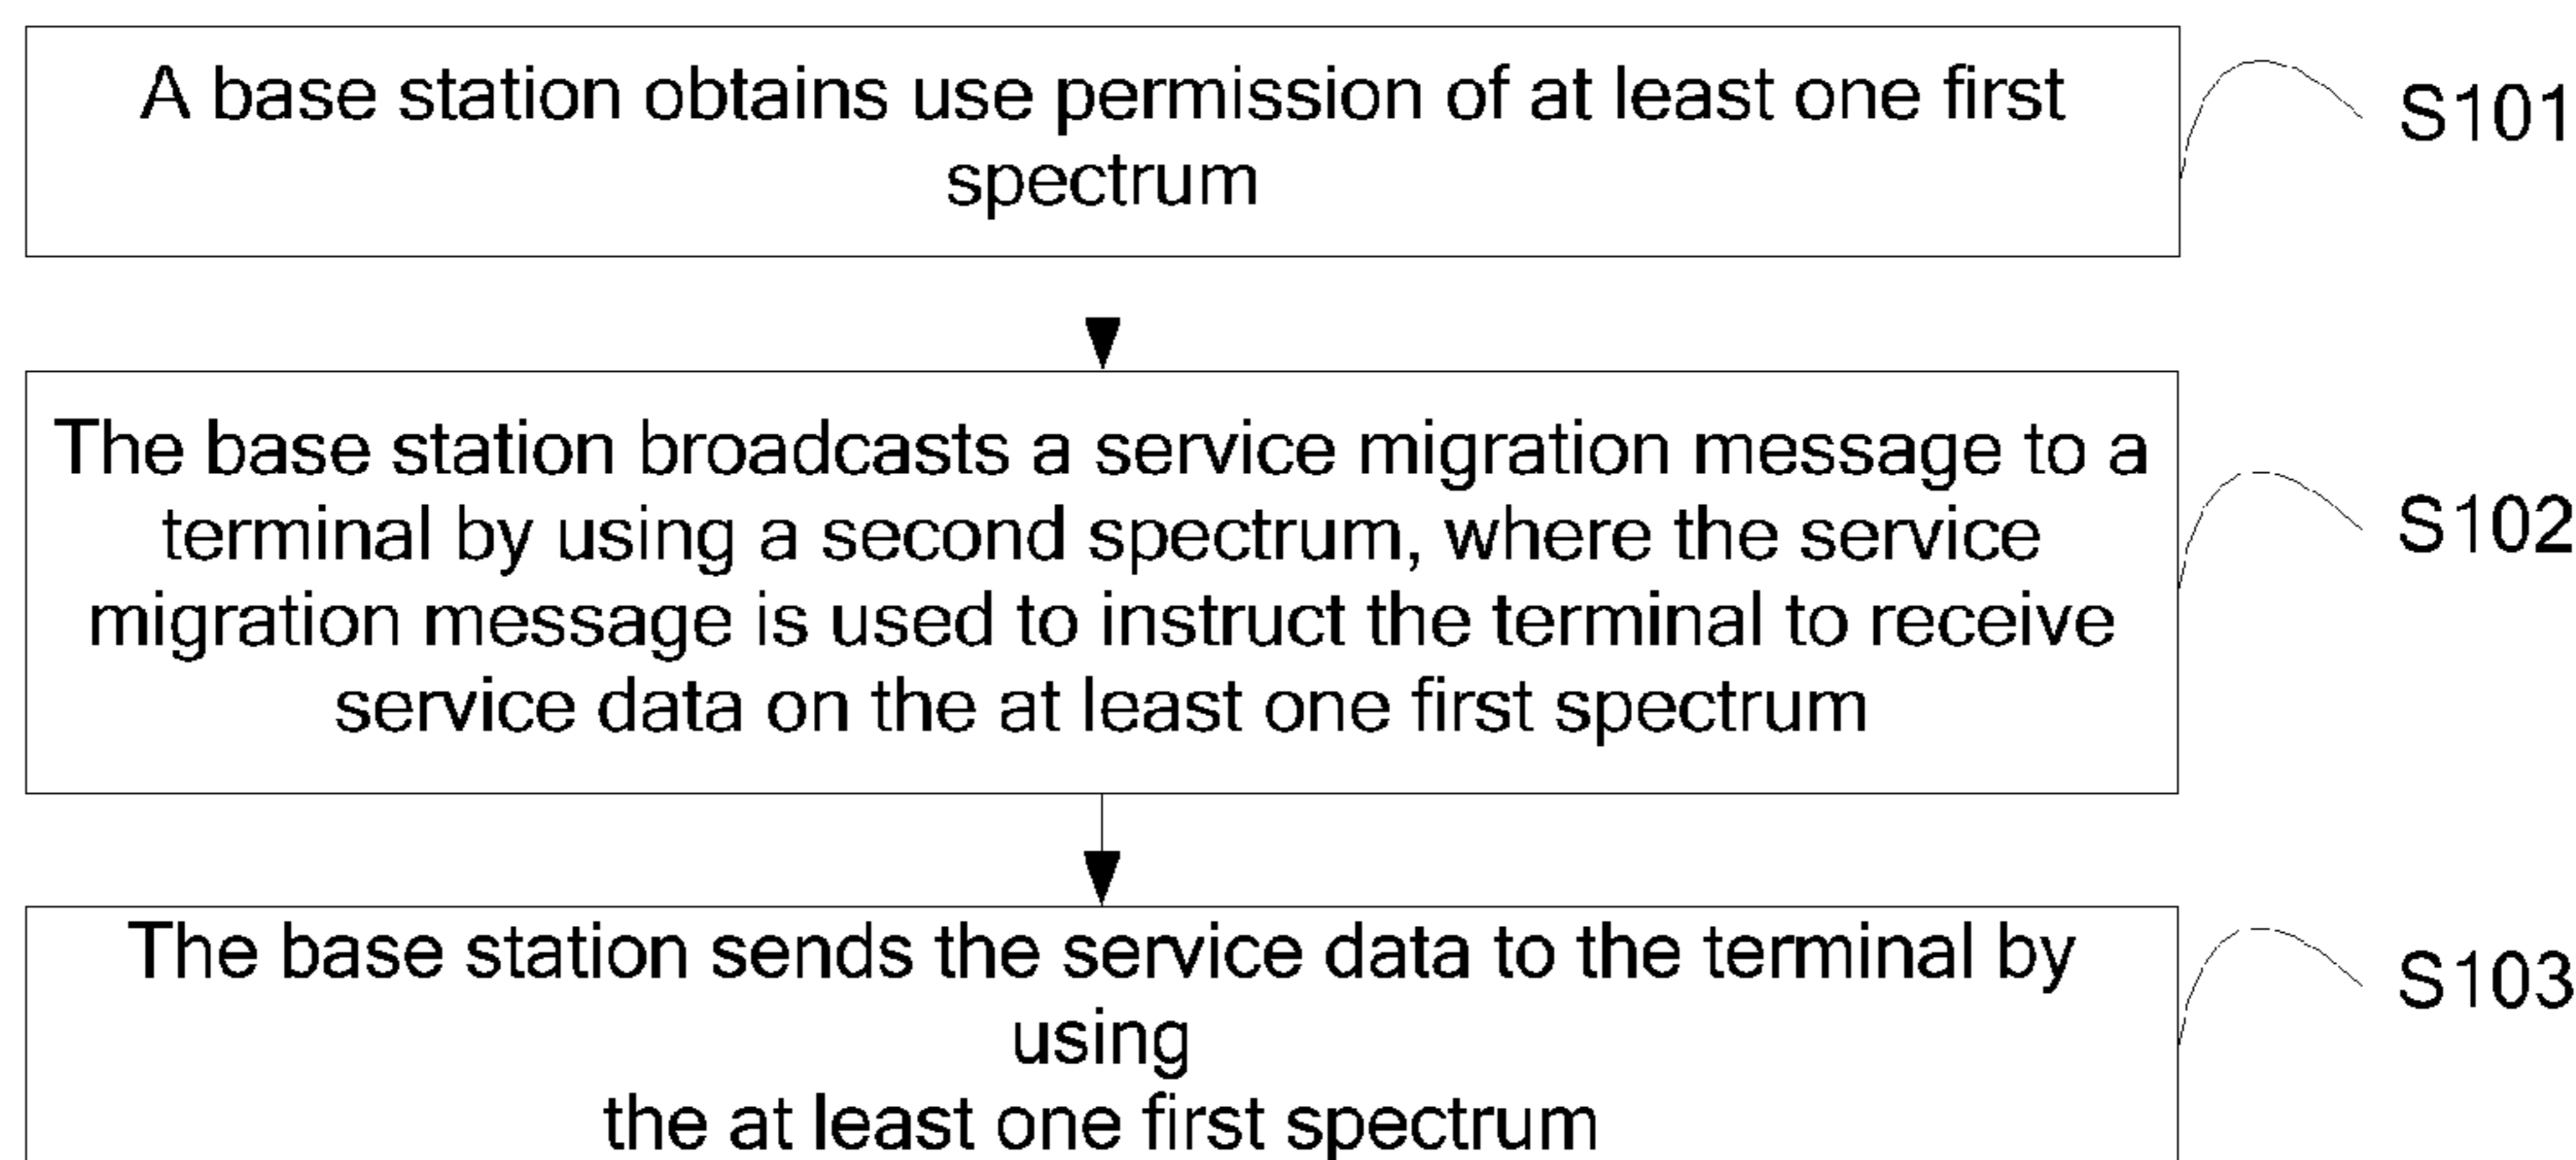 A base station obtains use permission of at least one first
spectrum
S101
The base station broadcasts a service migration message to a
terminal by using a second spectrum, where the service
migration message is used to instruct the terminal to receive
service data on the at least one first spectrum
S102
The base station sends the service data to the terminal by
using
the at least one first spectrum
S103